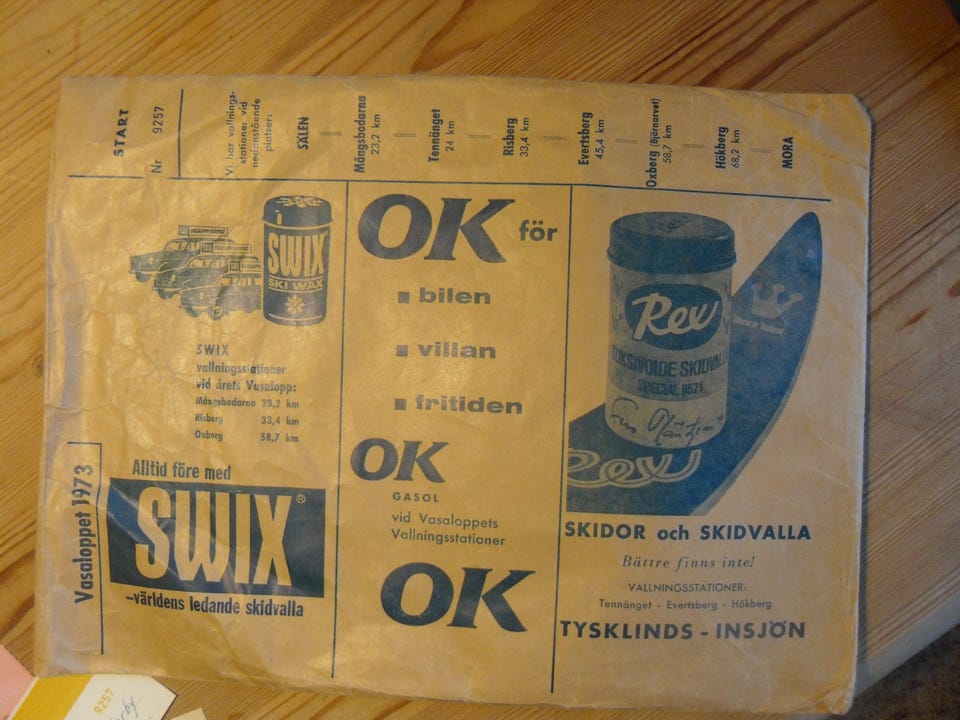 START
Nr 9257
Vi har vallnings-
stationer vid
nedanstående
platser:
SÄLEN
Mångsbodarna
23,2 km
Tennänget
24 km
Risberg
33,4 km
Evertsberg
45,4 km
Oxberg (Björnarvet)
58,7 km
Hökberg
68,2 km
MORA
SWIX
SKI WAX
SWIX
vallningsstationer
vid årets Vasalopp:
Mångsbodarna 23,2 km
Risberg 33,4 km
Oxberg 58,7 km
Vasaloppet 1973
Alltid före med
SWIX®
–världens ledande skidvalla
OK för
bilen
villan
fritiden
OK
GASOL
vid Vasaloppets
Vallningsstationer
OK
Rex
SPECIAL 8571
Rex
SKIDOR och SKIDVALLA
Bättre finns inte!
VALLNINGSSTATIONER:
Tennänget - Evertsberg - Hökberg
TYSKLINDS - INSJÖN
9257